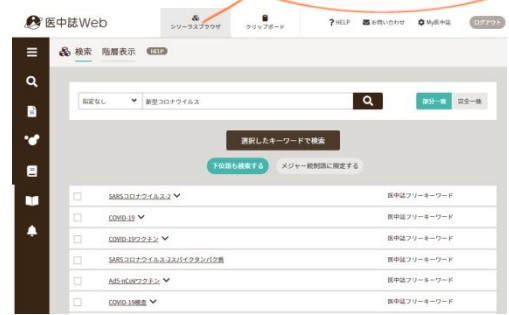 医中誌Web
シソーラスブラウザ
クリップボード
? HELP
お問い合わせ
My医中誌
ログアウト
検索 階層表示 HELP
指定なし
新型コロナウイルス
部分一致 完全一致
選択したキーワードで検索
下位語も検索する
メジャー統制語に限定する
SARSコロナウイルス-2 医中誌フリーキーワード
COVID-19 医中誌フリーキーワード
COVID-19ワクチン 医中誌フリーキーワード
SARSコロナウイルス-2スパイクタンパク質 医中誌フリーキーワード
Ad5-nCoVワクチン 医中誌フリーキーワード
COVID-19検査 医中誌フリーキーワード